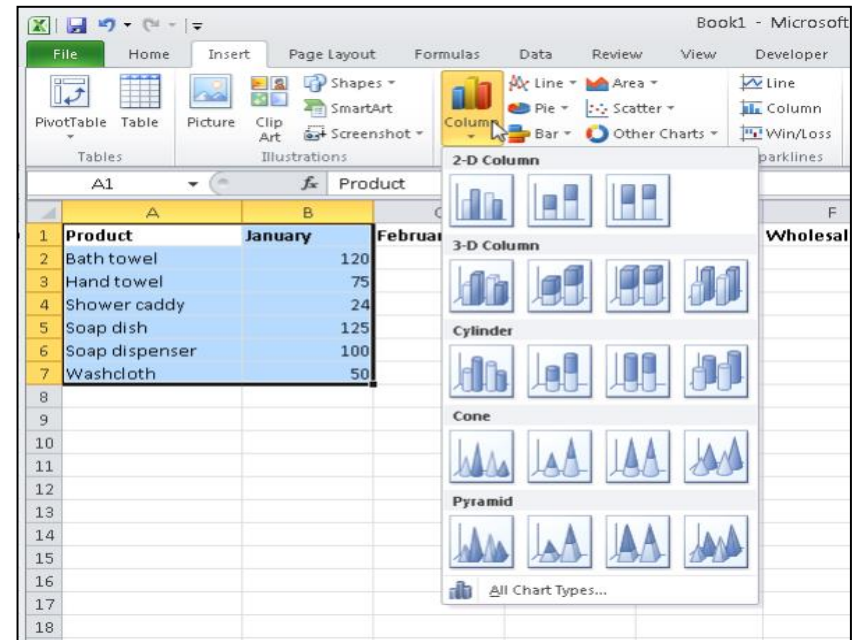 Book1 - Microsoft
File Home Insert Page Layout Formulas Data Review View Developer
PivotTable Table Picture Clip Art Shapes SmartArt Screenshot Column Line Pie Bar Area Scatter Other Charts Line Column Win/Loss
Tables Illustrations parklines
A1 fx Product
2-D Column
3-D Column
Cylinder
Cone
Pyramid
All Chart Types...
A B C F
1 Product January Februar Wholesal
2 Bath towel 120
3 Hand towel 75
4 Shower caddy 24
5 Soap dish 125
6 Soap dispenser 100
7 Washcloth 50
8
9
10
11
12
13
14
15
16
17
18